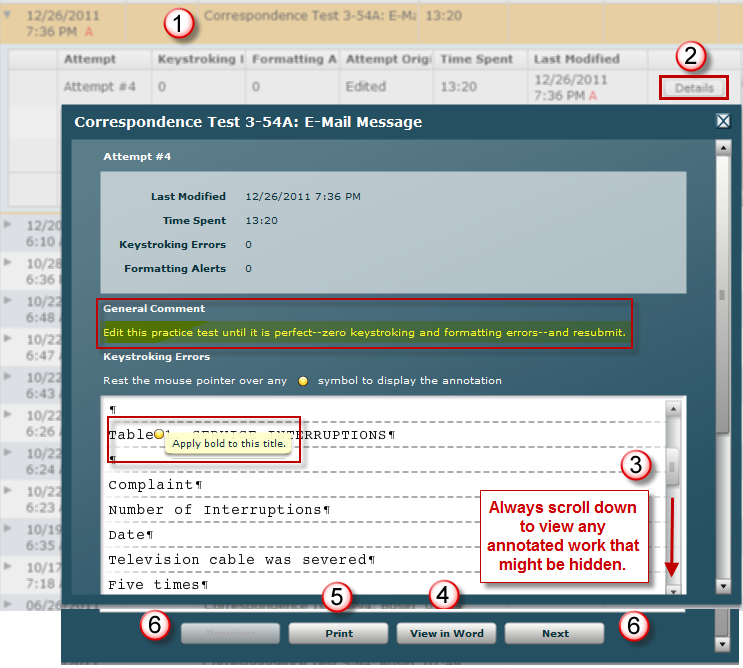 12/26/2011 Correspondence Test 3-54A: E-Ma 13:20
7:36 PM A
1
2
Attempt Keystroking Formatting A Attempt Orig Time Spent Last Modified
Attempt #4 0 0 Edited 13:20 12/26/2011
7:36 PM A
Details
Correspondence Test 3-54A: E-Mail Message
Attempt #4
Last Modified 12/26/2011 7:36 PM
Time Spent 13:20
Keystroking Errors 0
Formatting Alerts 0
12/20
6:10
10/28
6:36
10/22
6:48
10/22
6:47
10/22
6:43
10/22
6:26
10/22
6:24
10/22
6:23
10/19
6:35
10/17
7:18
06/26/2011
General Comment
Edit this practice test until it is perfect--zero keystroking and formatting errors--and resubmit.
Keystroking Errors
Rest the mouse pointer over any symbol to display the annotation
¶
Table 1. SERVICE INTERRUPTIONS¶
Apply bold to this title.
¶
Complaint¶
Number of Interruptions¶
Date¶
Television cable was severed¶
Five times¶
3
Always scroll down
to view any
annotated work that
might be hidden.
6 5 4 6
Previous Print View in Word Next